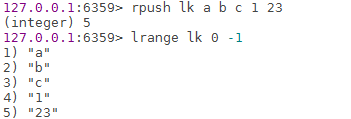 127.0.0.1:6359> rpush lk a b c 1 23
(integer) 5
127.0.0.1:6359> lrange lk 0 -1
1) "a"
2) "b"
3) "c"
4) "1"
5) "23"